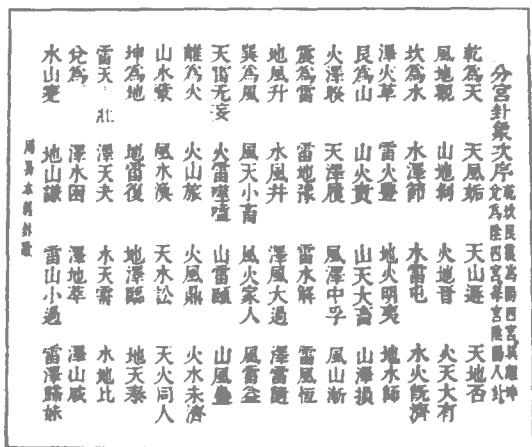 分宮卦象次序
乾坎艮震為陽四宮巽離坤
兌為陰四宮每宮陰陽八卦
乾為天 天風姤 天山遯 天地否
風地觀 山地剝 火地晉 火天大有
坎為水 水澤節 水雷屯 水火既濟
澤火革 雷火豐 地火明夷 地水師
艮為山 山火賁 山天大畜 山澤損
火澤睽 天澤履 風澤中孚 風山漸
震為雷 雷地豫 雷水解 雷風恆
地風升 水風井 澤風大過 澤雷隨
巽為風 風天小畜 風火家人 風雷益
天雷无妄 火雷噬嗑 山雷頤 山風蠱
離為火 火山旅 火風鼎 火水未濟
山水蒙 風水渙 天水訟 天火同人
坤為地 地雷復 地澤臨 地天泰
雷天 壯 澤天夬 水天需 水地比
兌為 澤水困 澤地萃 澤山咸
水山蹇 地山謙 雷山小過 雷澤歸妹
周易本義卦歌